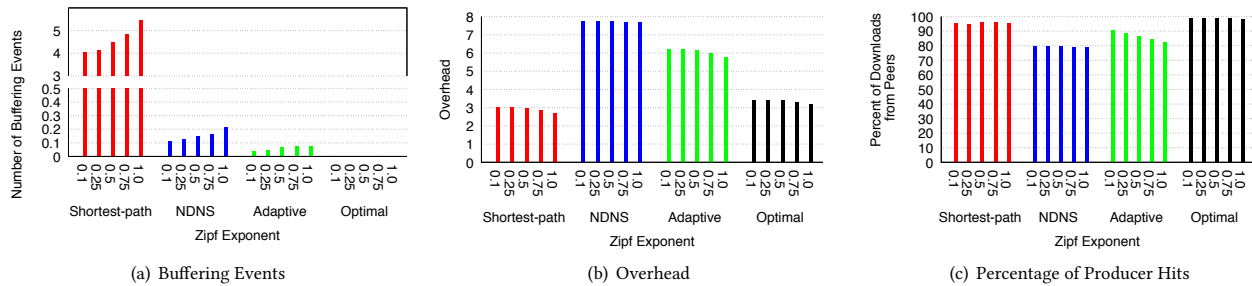 Number of Buffering Events
5
4
3
0.5
0.4
0.3
0.2
0.1
0
0.1 0.25 0.5 0.75 1.0 0.1 0.25 0.5 0.75 1.0 0.1 0.25 0.5 0.75 1.0 0.1 0.25 0.5 0.75 1.0
Shortest-path NDNS Adaptive Optimal
Zipf Exponent
(a) Buffering Events
Overhead
8
7
6
5
4
3
2
1
0
0.1 0.25 0.5 0.75 1.0 0.1 0.25 0.5 0.75 1.0 0.1 0.25 0.5 0.75 1.0 0.1 0.25 0.5 0.75 1.0
Shortest-path NDNS Adaptive Optimal
Zipf Exponent
(b) Overhead
Percent of Downloads
from Peers
100
90
80
70
60
50
40
30
20
10
0
0.1 0.25 0.5 0.75 1.0 0.1 0.25 0.5 0.75 1.0 0.1 0.25 0.5 0.75 1.0 0.1 0.25 0.5 0.75 1.0
Shortest-path NDNS Adaptive Optimal
Zipf Exponent
(c) Percentage of Producer Hits